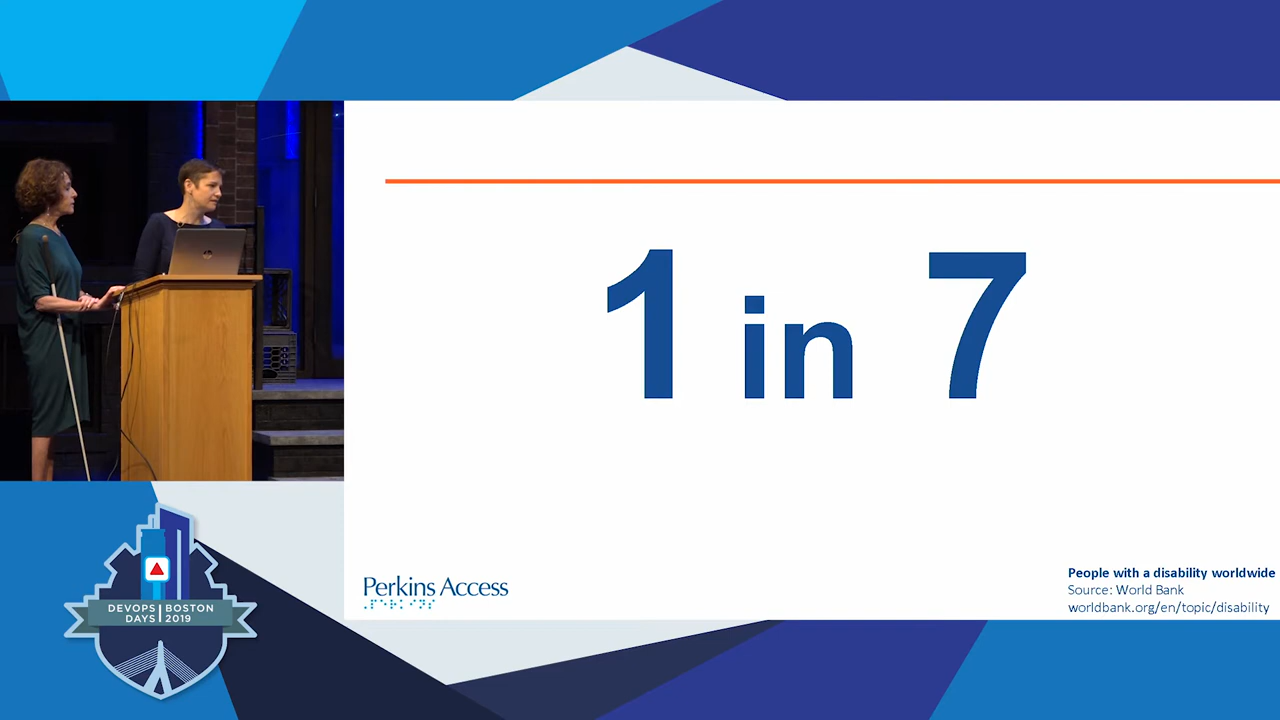 1 in 7
Perkins Access
People with a disability worldwide
Source: World Bank
worldbank.org/en/topic/disability
DEVOPS BOSTON
DAYS 2019